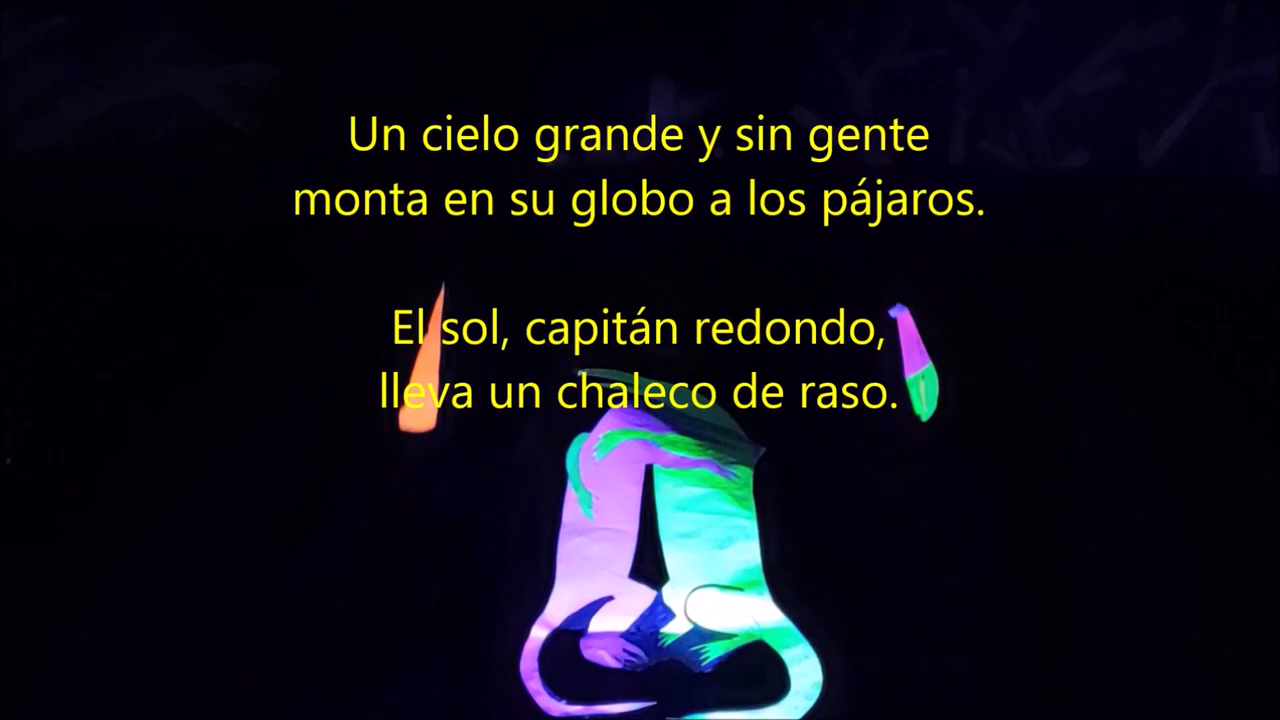 Un cielo grande y sin gente
monta en su globo a los pájaros.
El sol, capitán redondo,
lleva un chaleco de raso.